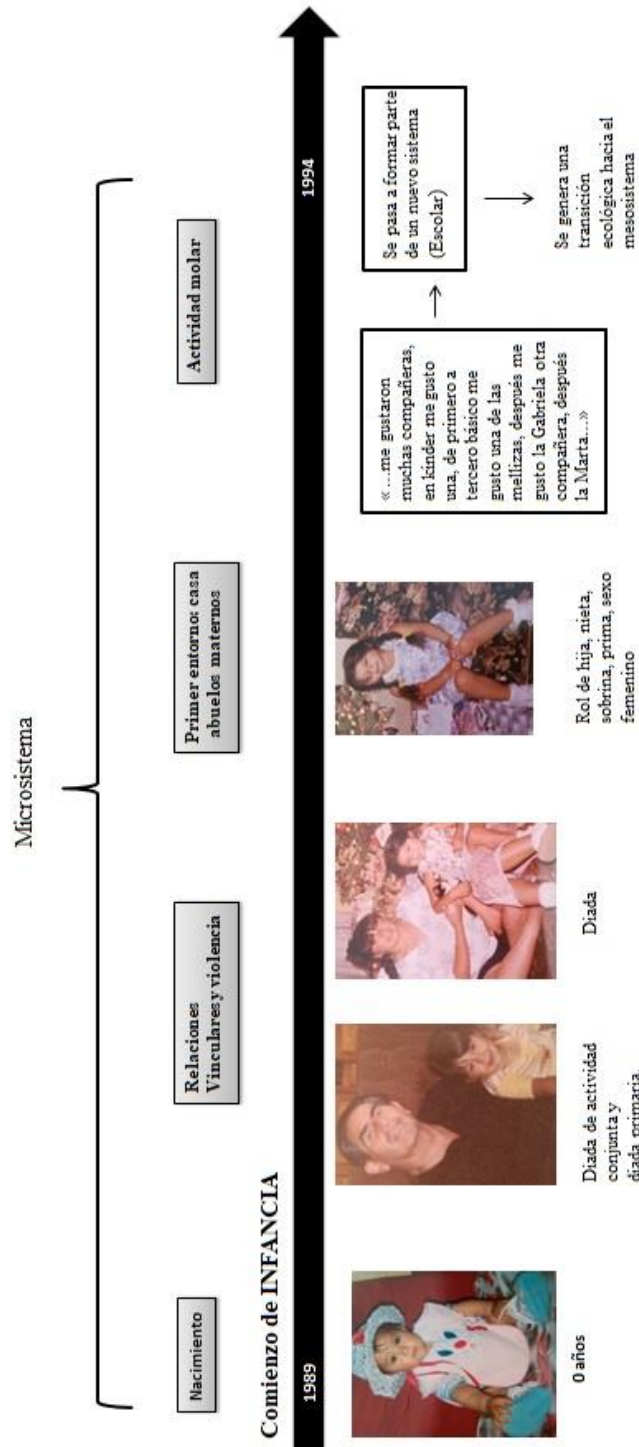 Microsistema
Nacimiento
Relaciones
Vinculares y violencia
Primer entorno: casa
abuelos maternos
Actividad molar
Comienzo de INFANCIA
1989
1994
0 años
Diada de actividad
conjunta y
diada primaria
Diada
Rol de hija, nieta,
sobrina, prima, sexo
femenino
« ...me gustaron
muchas compañeras,
en kínder me gusto
una, de primero a
tercero básico me
gusto una de las
mellizas, después me
gusto la Gabriela otra
compañera, después
la Marta...»
Se pasa a formar parte
de un nuevo sistema
(Escolar)
Se genera una
transición
ecológica hacia el
mesosistema